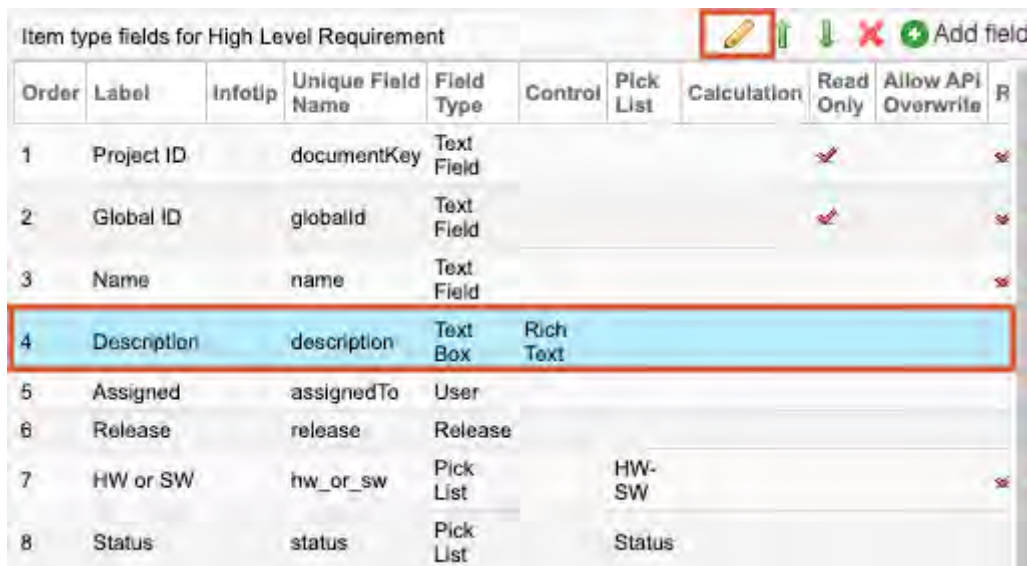 Item type fields for High Level Requirement Add field
Order Label Infotip Unique Field Name Field Type Control Pick List Calculation Read Only Allow APi Overwrite R
1 Project ID documentKey Text Field
2 Global ID globalId Text Field
3 Name name Text Field
4 Description description Text Box Rich Text
5 Assigned assignedTo User
6 Release release Release
7 HW or SW hw_or_sw Pick List HW-SW
8 Status status Pick List Status